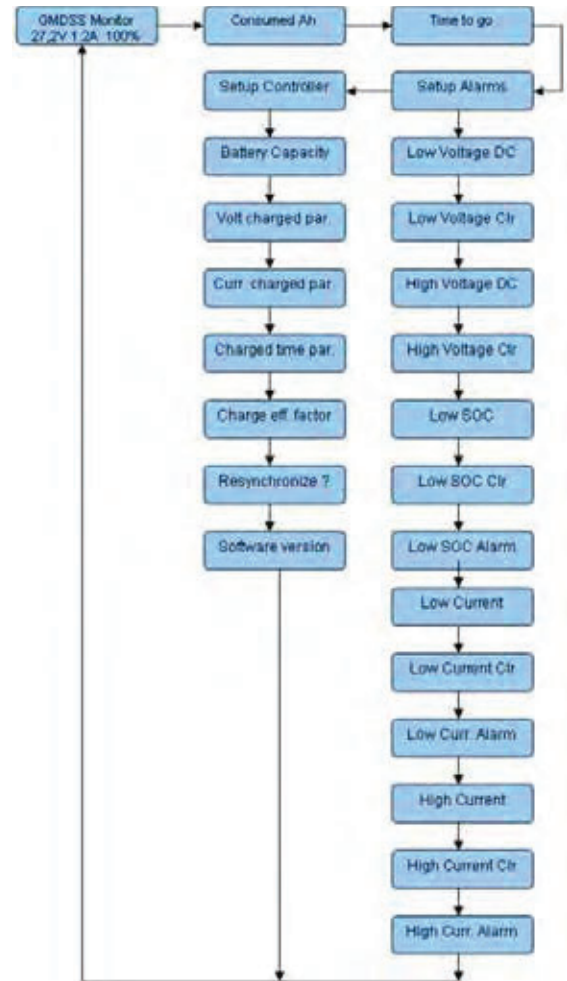 GMDSS Monitor
27,2V 1,2A 100%
Consumed Ah
Time to go
Setup Controller
Setup Alarms
Battery Capacity
Volt charged par.
Curr. charged par.
Charged time par.
Charge eff. factor
Resynchronize ?
Software version
Low Voltage DC
Low Voltage Clr
High Voltage DC
High Voltage Clr
Low SOC
Low SOC Clr
Low SOC Alarm
Low Current
Low Current Clr
Low Curr. Alarm
High Current
High Current Clr
High Curr. Alarm